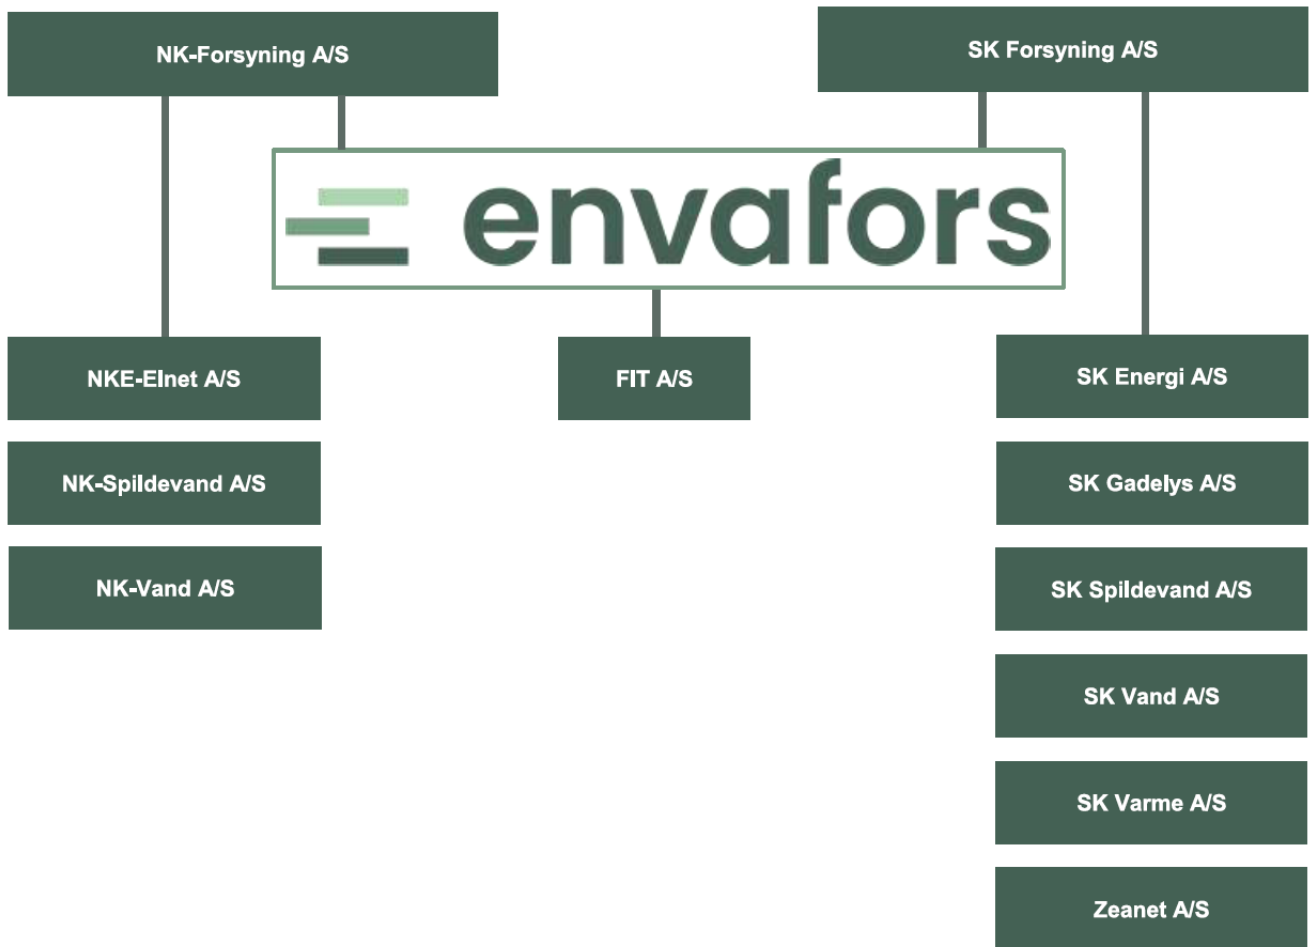 NK-Forsyning A/S
SK Forsyning A/S
envafors
NKE-Elnet A/S
FIT A/S
SK Energi A/S
NK-Spildevand A/S
SK Gadelys A/S
NK-Vand A/S
SK Spildevand A/S
SK Vand A/S
SK Varme A/S
Zeanet A/S